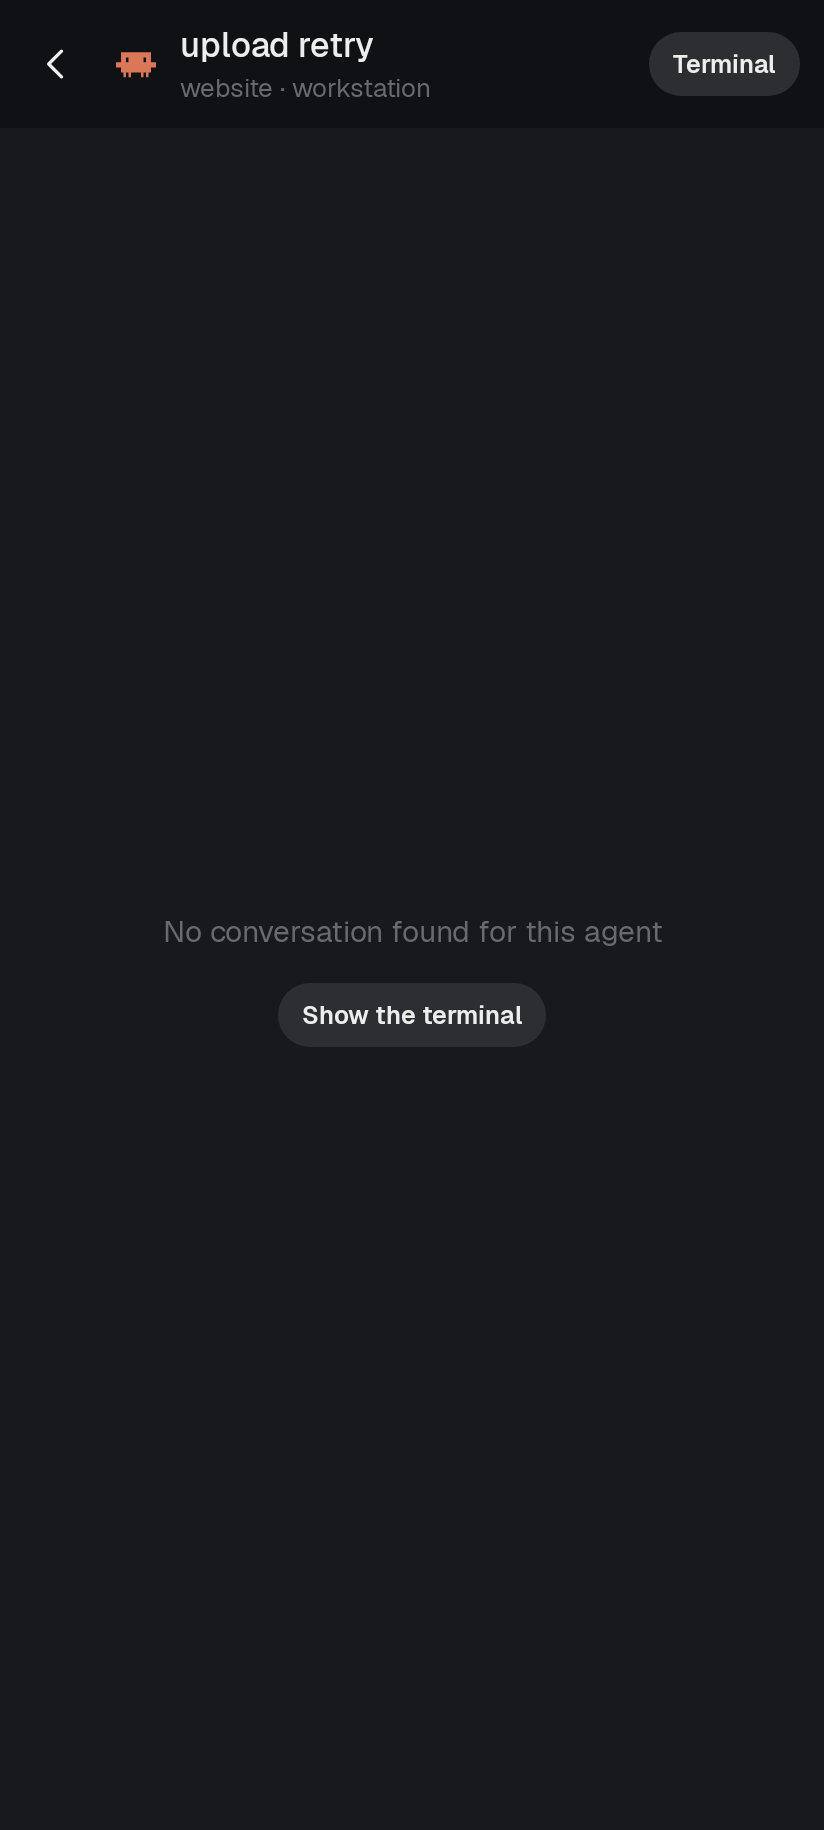 upload retry
website · workstation
Terminal
No conversation found for this agent
Show the terminal